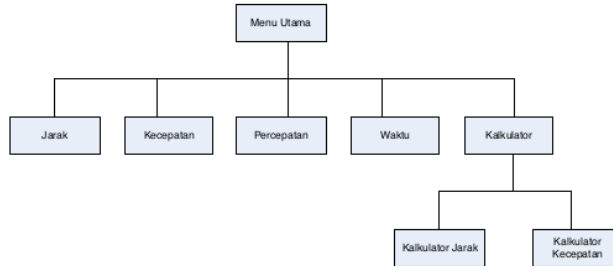 Menu Utama
Jarak
Kecepatan
Percepatan
Waktu
Kalkulator
Kalkulator Jarak
Kalkulator
Kecepatan